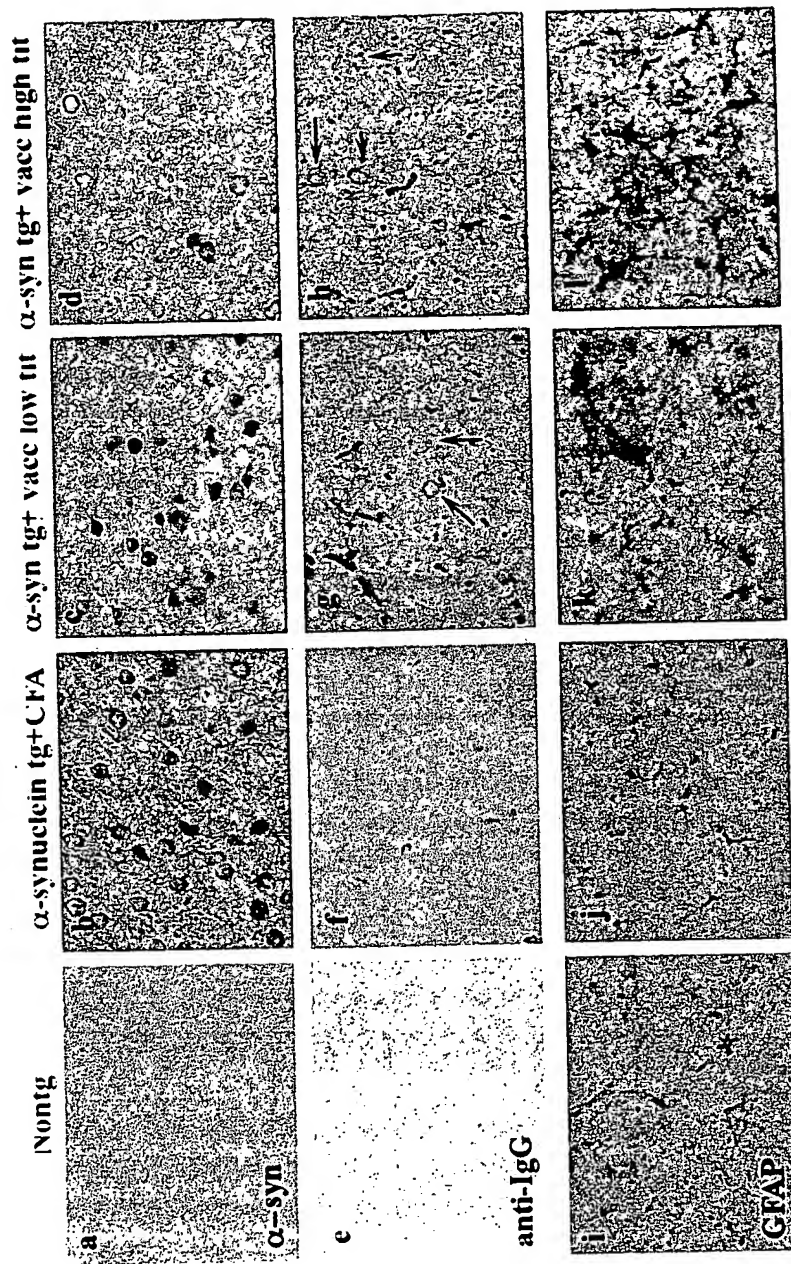 Nontg
α-synuclein tg+CFA
α-syn tg+ vacc low tit
α-syn tg+ vacc high tit
a
b
c
d
α-syn
e
f
g
h
anti-IgG
i
j
k
l
GFAP